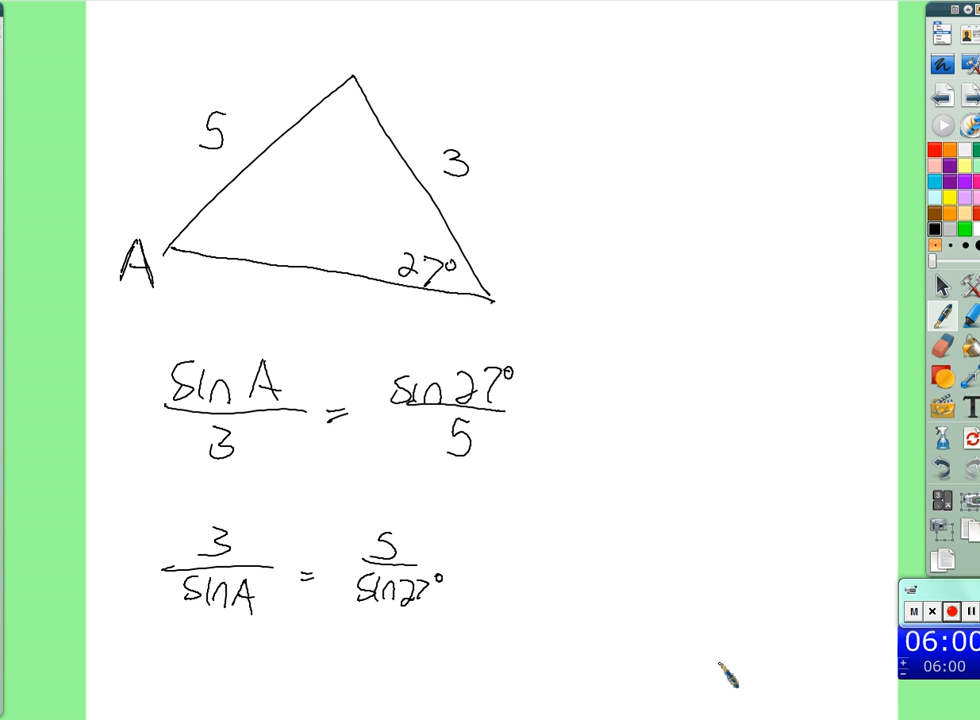 5
3
A
27°
sin A = sin 27°
3 5
3 = 5
sin A sin 27°
T
M
06:00
06:00